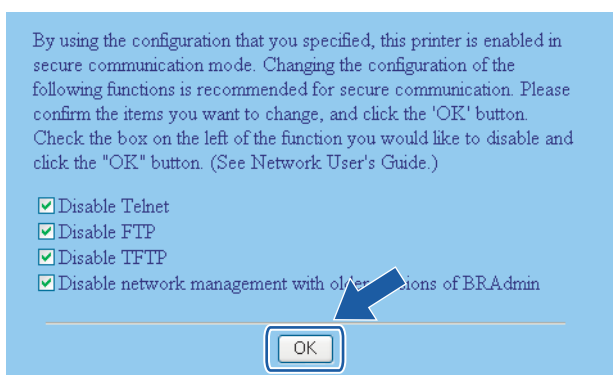 By using the configuration that you specified, this printer is enabled in
secure communication mode. Changing the configuration of the
following functions is recommended for secure communication. Please
confirm the items you want to change, and click the 'OK' button.
Check the box on the left of the function you would like to disable and
click the "OK" button. (See Network User's Guide.)
Disable Telnet
Disable FTP
Disable TFTP
Disable network management with older versions of BRAdmin
OK